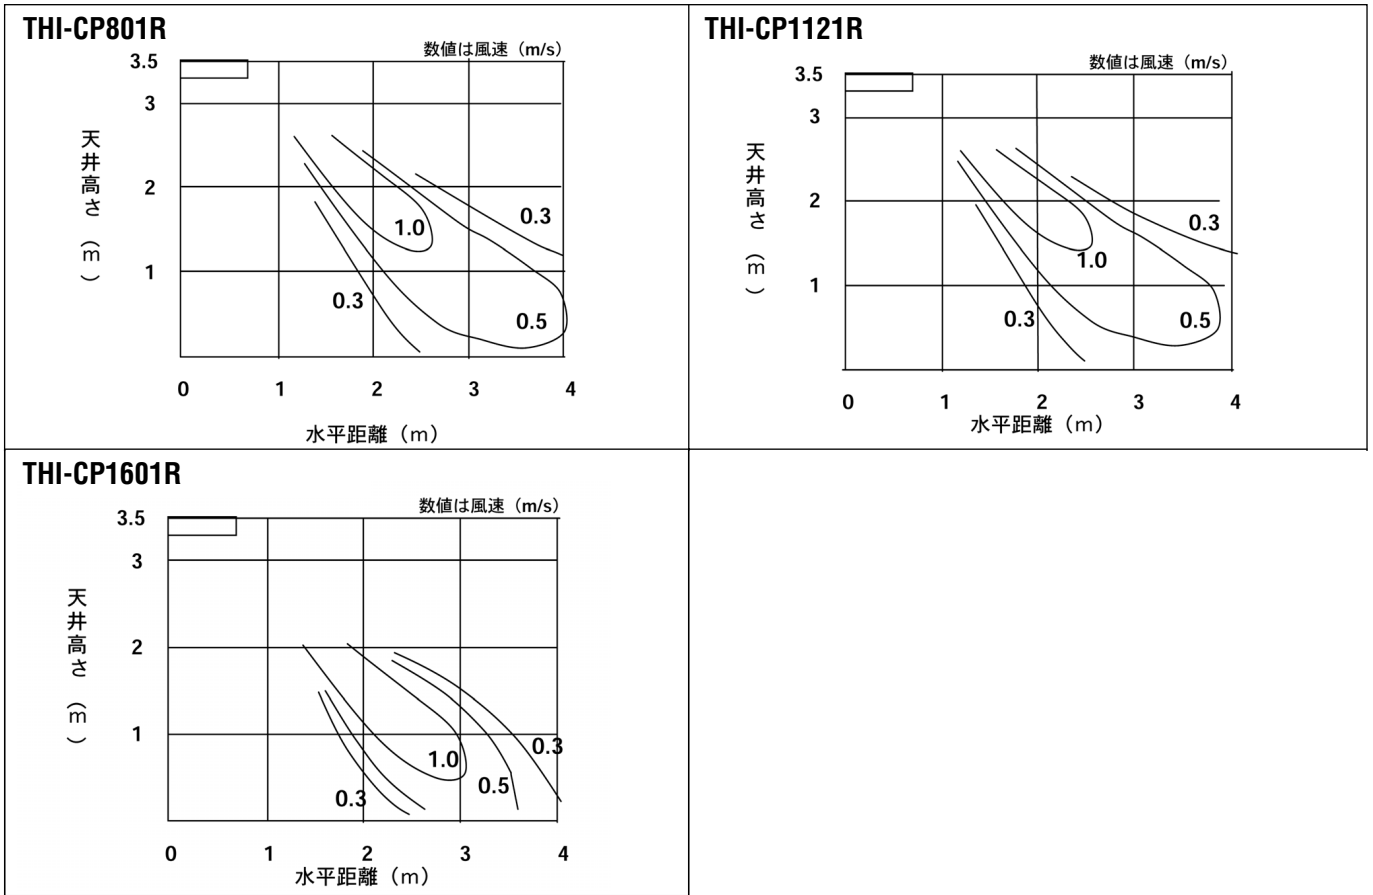 THI-CP801R
数値は風速（m/s）
3.5
3
2
1
天井高さ（m）
1.0
0.3
0.3
0.5
0 1 2 3 4
水平距離（m）
THI-CP1121R
数値は風速（m/s）
3.5
3
2
1
天井高さ（m）
0.3
1.0
0.3
0.5
0 1 2 3 4
水平距離（m）
THI-CP1601R
数値は風速（m/s）
3.5
3
2
1
天井高さ（m）
0.3
1.0
0.5
0.3
0 1 2 3 4
水平距離（m）